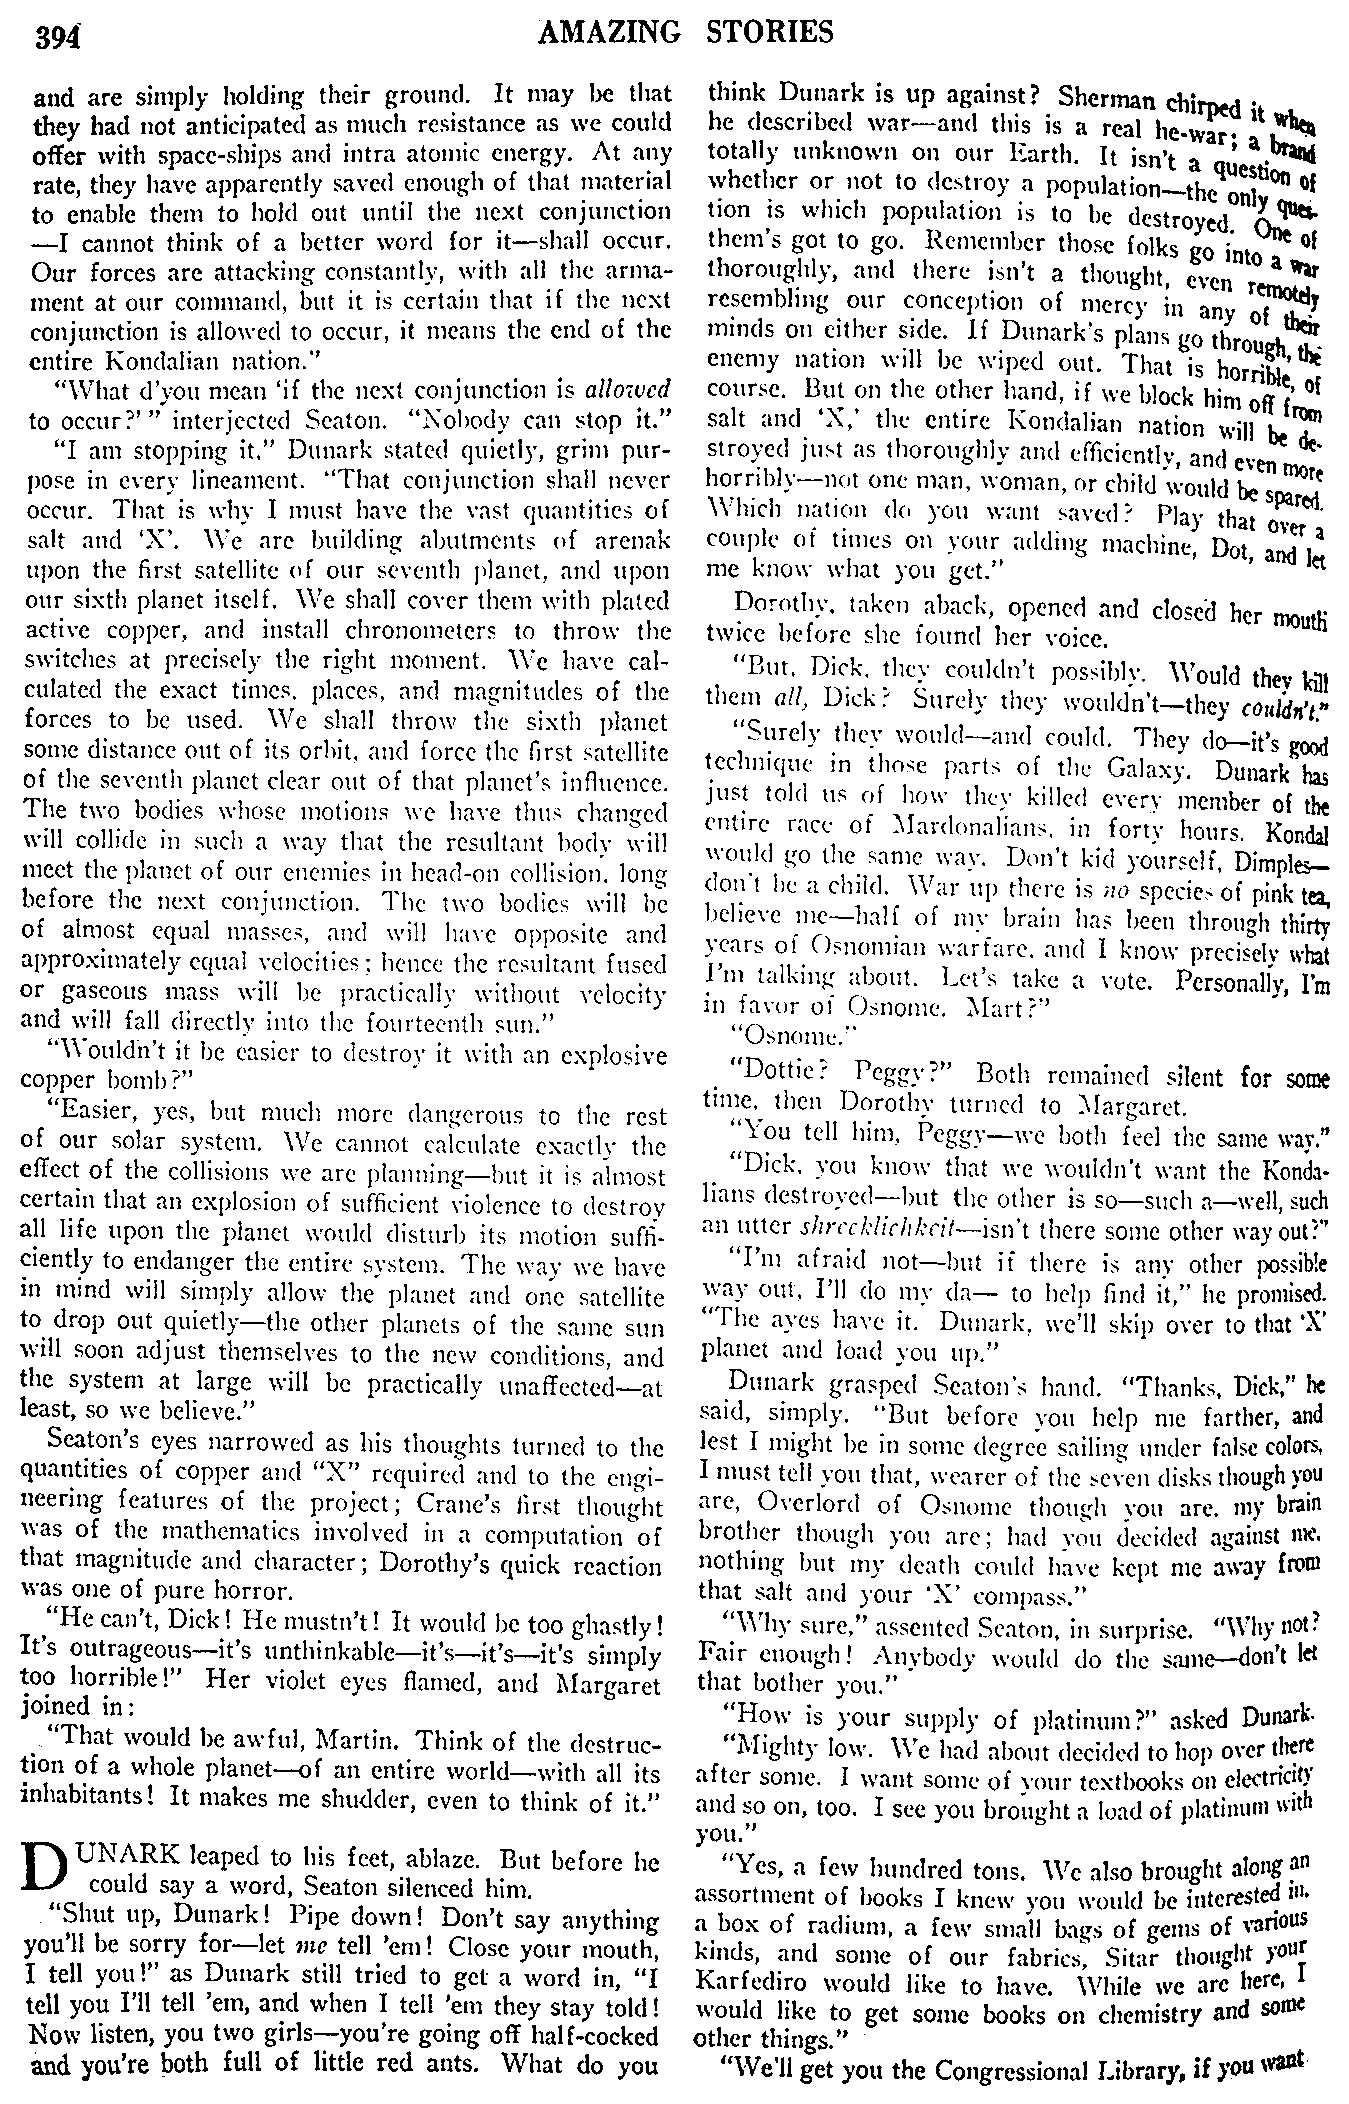 394
AMAZING STORIES
and are simply holding their ground. It may be that
they had not anticipated as much resistance as we could
offer with space-ships and intra atomic energy. At any
rate, they have apparently saved enough of that material
to enable them to hold out until the next conjunction
—I cannot think of a better word for it—shall occur.
Our forces are attacking constantly, with all the arma-
ment at our command, but it is certain that if the next
conjunction is allowed to occur, it means the end of the
entire Kondalian nation."
"What d'you mean 'if the next conjunction is allowed
to occur?' " interjected Seaton. "Nobody can stop it."
"I am stopping it," Dunark stated quietly, grim pur-
pose in every lineament. "That conjunction shall never
occur. That is why I must have the vast quantities of
salt and 'X'. We are building abutments of arenak
upon the first satellite of our seventh planet, and upon
our sixth planet itself. We shall cover them with plated
active copper, and install chronometers to throw the
switches at precisely the right moment. We have cal-
culated the exact times, places, and magnitudes of the
forces to be used. We shall throw the sixth planet
some distance out of its orbit, and force the first satellite
of the seventh planet clear out of that planet's influence.
The two bodies whose motions we have thus changed
will collide in such a way that the resultant body will
meet the planet of our enemies in head-on collision, long
before the next conjunction. The two bodies will be
of almost equal masses, and will have opposite and
approximately equal velocities; hence the resultant fused
or gaseous mass will be practically without velocity
and will fall directly into the fourteenth sun."
"Wouldn't it be easier to destroy it with an explosive
copper bomb?"
"Easier, yes, but much more dangerous to the rest
of our solar system. We cannot calculate exactly the
effect of the collisions we are planning—but it is almost
certain that an explosion of sufficient violence to destroy
all life upon the planet would disturb its motion suffi-
ciently to endanger the entire system. The way we have
in mind will simply allow the planet and one satellite
to drop out quietly—the other planets of the same sun
will soon adjust themselves to the new conditions, and
the system at large will be practically unaffected—at
least, so we believe."
Seaton's eyes narrowed as his thoughts turned to the
quantities of copper and "X" required and to the engi-
neering features of the project; Crane's first thought
was of the mathematics involved in a computation of
that magnitude and character; Dorothy's quick reaction
was one of pure horror.
"He can't, Dick! He mustn't! It would be too ghastly!
It's outrageous—it's unthinkable—it's—it's—it's simply
too horrible!" Her violet eyes flamed, and Margaret
joined in:
"That would be awful, Martin. Think of the destruc-
tion of a whole planet—of an entire world—with all its
inhabitants! It makes me shudder, even to think of it."
DUNARK leaped to his feet, ablaze. But before he
could say a word, Seaton silenced him.
"Shut up, Dunark! Pipe down! Don't say anything
you'll be sorry for—let me tell 'em! Close your mouth,
I tell you!" as Dunark still tried to get a word in, "I
tell you I'll tell 'em, and when I tell 'em they stay told!
Now listen, you two girls—you're going off half-cocked
and you're both full of little red ants. What do you
think Dunark is up against? Sherman chirped it when
he described war—and this is a real he-war; a brand
totally unknown on our Earth. It isn't a question of
whether or not to destroy a population—the only ques-
tion is which population is to be destroyed. One of
them's got to go. Remember those folks go into a war
thoroughly, and there isn't a thought, even remotely
resembling our conception of mercy in any of their
minds on either side. If Dunark's plans go through, the
enemy nation will be wiped out. That is horrible, of
course. But on the other hand, if we block him off from
salt and 'X,' the entire Kondalian nation will be de-
stroyed just as thoroughly and efficiently, and even more
horribly—not one man, woman, or child would be spared.
Which nation do you want saved? Play that over a
couple of times on your adding machine, Dot, and let
me know what you get."
Dorothy, taken aback, opened and closed her mouth
twice before she found her voice.
"But, Dick, they couldn't possibly. Would they kill
them all, Dick? Surely they wouldn't—they couldn't."
"Surely they would—and could. They do—it's good
technique in those parts of the Galaxy. Dunark has
just told us of how they killed every member of the
entire race of Mardonalians, in forty hours. Kondal
would go the same way. Don't kid yourself, Dimples—
don't be a child. War up there is no species of pink tea,
believe me—half of my brain has been through thirty
years of Osnomian warfare, and I know precisely what
I'm talking about. Let's take a vote. Personally, I'm
in favor of Osnome. Mart?"
"Osnome."
"Dottie? Peggy?" Both remained silent for some
time, then Dorothy turned to Margaret.
"You tell him, Peggy—we both feel the same way."
"Dick, you know that we wouldn't want the Konda-
lians destroyed—but the other is so—such a—well, such
an utter shrecklichkeit—isn't there some other way out?"
"I'm afraid not—but if there is any other possible
way out, I'll do my da— to help find it," he promised.
"The ayes have it. Dunark, we'll skip over to that 'X'
planet and load you up."
Dunark grasped Seaton's hand. "Thanks, Dick," he
said, simply. "But before you help me farther, and
lest I might be in some degree sailing under false colors,
I must tell you that, wearer of the seven disks though you
are, Overlord of Osnome though you are, my brain
brother though you are; had you decided against me,
nothing but my death could have kept me away from
that salt and your 'X' compass."
"Why sure," assented Seaton, in surprise. "Why not?
Fair enough! Anybody would do the same—don't let
that bother you."
"How is your supply of platinum?" asked Dunark.
"Mighty low. We had about decided to hop over there
after some. I want some of your textbooks on electricity
and so on, too. I see you brought a load of platinum with
you."
"Yes, a few hundred tons. We also brought along an
assortment of books I knew you would be interested in,
a box of radium, a few small bags of gems of various
kinds, and some of our fabrics, Sitar thought your
Karfediro would like to have. While we are here, I
would like to get some books on chemistry and some
other things."
"We'll get you the Congressional Library, if you want